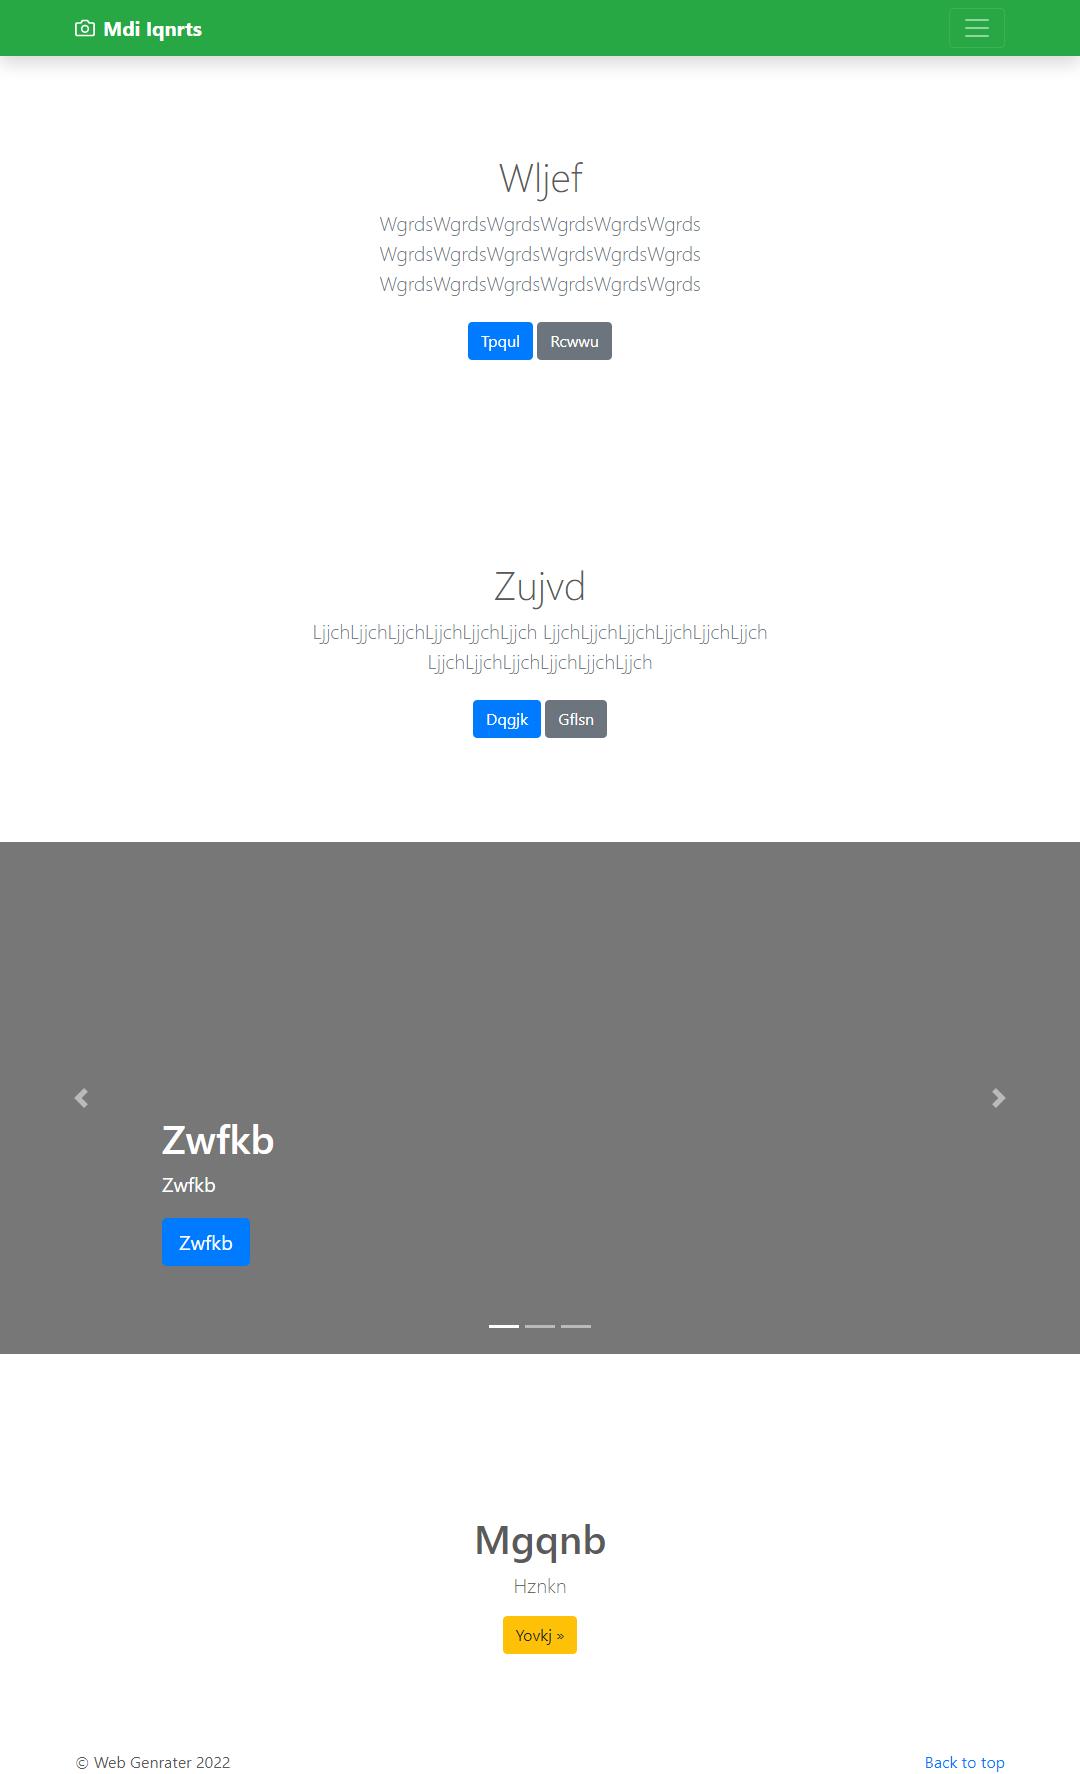 Mdi Iqnrts
Wljef
WgrdsWgrdsWgrdsWgrdsWgrdsWgrds
WgrdsWgrdsWgrdsWgrdsWgrdsWgrds
WgrdsWgrdsWgrdsWgrdsWgrdsWgrds
Tpqul Rcwwu
Zujvd
LjjchLjjchLjjchLjjchLjjchLjjch LjjchLjjchLjjchLjjchLjjchLjjch
LjjchLjjchLjjchLjjchLjjchLjjch
Dqgjk Gflsn
Zwfkb
Zwfkb
Zwfkb
Mgqnb
Hznkn
Yovkj »
© Web Genrater 2022 Back to top